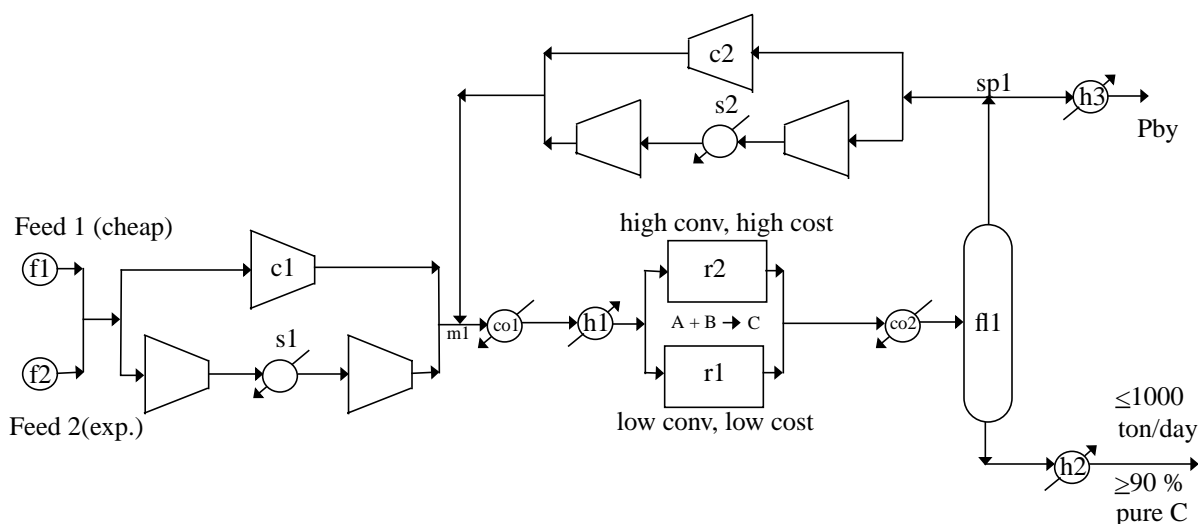 c2
sp1
h3
s2
Pby
Feed 1 (cheap)
high conv, high cost
f1
c1
r2
A + B → C
m1
co1
h1
co2
fl1
s1
f2
r1
Feed 2(exp.)
low conv, low cost
≤1000
ton/day
h2
≥90 %
pure C